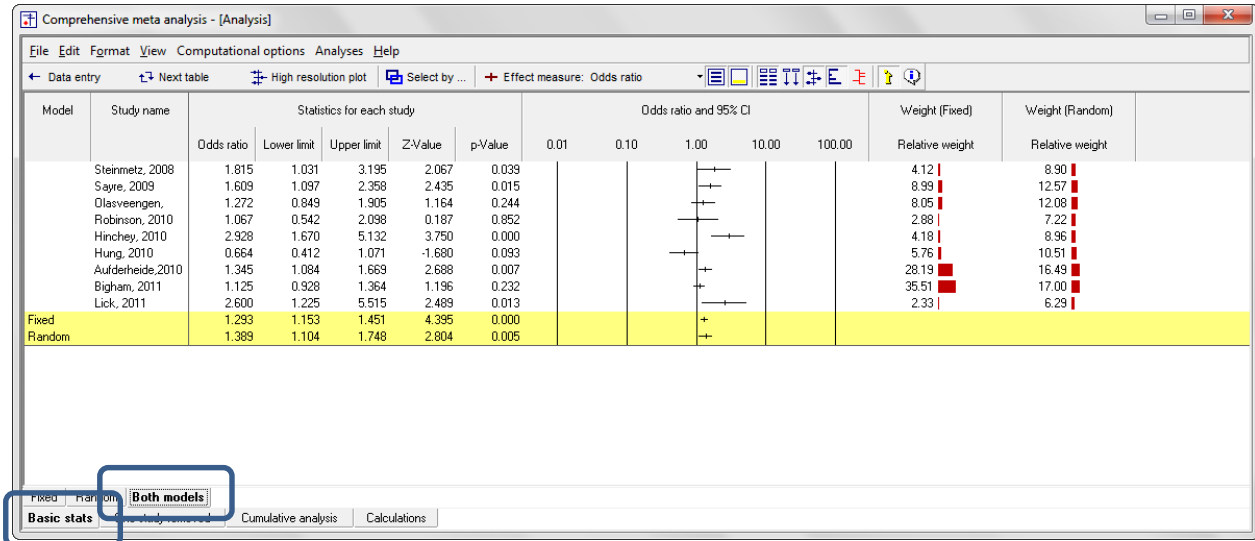 Comprehensive meta analysis - [Analysis]
File Edit Format View Computational options Analyses Help
Data entry Next table High resolution plot Select by ... Effect measure: Odds ratio
Model Study name Statistics for each study Odds ratio and 95% CI Weight (Fixed) Weight (Random)
Odds ratio Lower limit Upper limit Z-Value p-Value 0.01 0.10 1.00 10.00 100.00 Relative weight Relative weight
Steinmetz, 2008 1.815 1.031 3.195 2.067 0.039 4.12 8.90
Sayre, 2009 1.609 1.097 2.358 2.435 0.015 8.99 12.57
Olasveengen, 1.272 0.849 1.905 1.164 0.244 8.05 12.08
Robinson, 2010 1.067 0.542 2.098 0.187 0.852 2.88 7.22
Hinchey, 2010 2.928 1.670 5.132 3.750 0.000 4.18 8.96
Hung, 2010 0.664 0.412 1.071 -1.680 0.093 5.76 10.51
Aufderheide,2010 1.345 1.084 1.669 2.688 0.007 28.19 16.49
Bigham, 2011 1.125 0.928 1.364 1.196 0.232 35.51 17.00
Lick, 2011 2.600 1.225 5.515 2.489 0.013 2.33 6.29
Fixed 1.293 1.153 1.451 4.395 0.000
Random 1.389 1.104 1.748 2.804 0.005
Fixed Random Both models
Basic stats One study removed Cumulative analysis Calculations